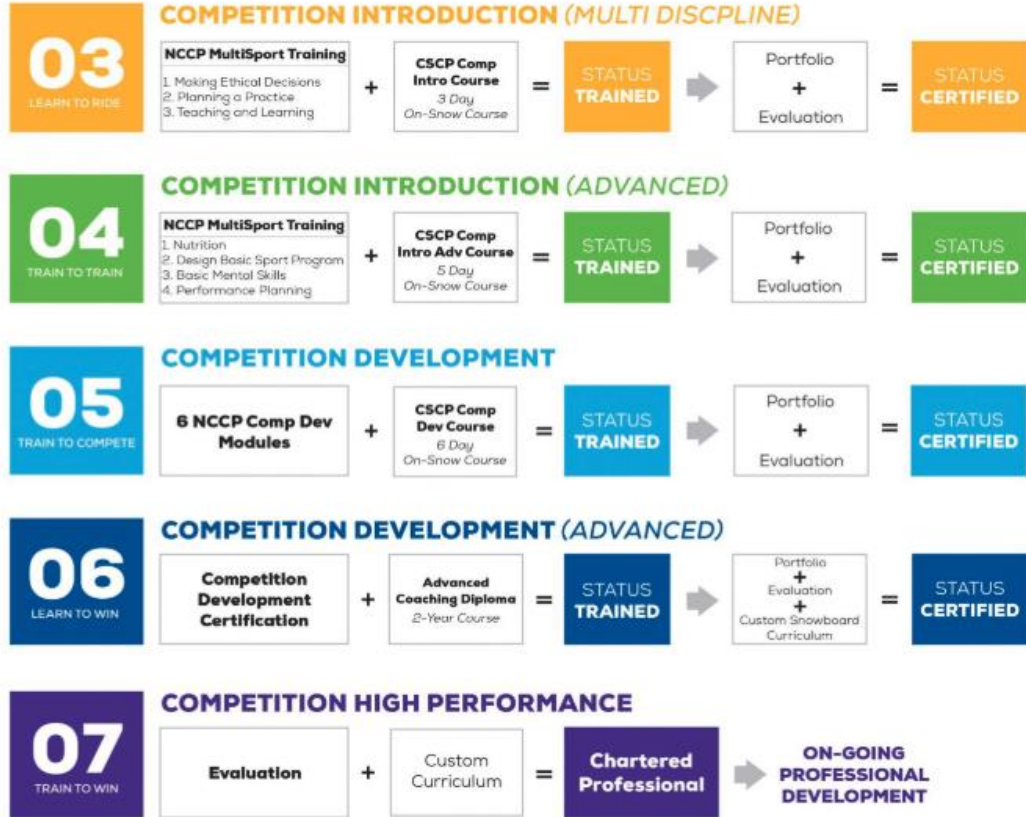 COMPETITION INTRODUCTION (MULTI DISCPLINE)
03
LEARN TO RIDE
NCCP MultiSport Training
1. Making Ethical Decisions
2. Planning a Practice
3. Teaching and Learning
+
CSCP Comp
Intro Course
3 Day
On-Snow Course
=
STATUS
TRAINED
Portfolio
+
Evaluation
=
STATUS
CERTIFIED
COMPETITION INTRODUCTION (ADVANCED)
04
TRAIN TO TRAIN
NCCP MultiSport Training
1. Nutrition
2. Design Basic Sport Program
3. Basic Mental Skills
4. Performance Planning
+
CSCP Comp
Intro Adv Course
5 Day
On-Snow Course
=
STATUS
TRAINED
Portfolio
+
Evaluation
=
STATUS
CERTIFIED
COMPETITION DEVELOPMENT
05
TRAIN TO COMPETE
6 NCCP Comp Dev
Modules
+
CSCP Comp
Dev Course
6 Day
On-Snow Course
=
STATUS
TRAINED
Portfolio
+
Evaluation
=
STATUS
CERTIFIED
COMPETITION DEVELOPMENT (ADVANCED)
06
LEARN TO WIN
Competition
Development
Certification
+
Advanced
Coaching Diploma
2-Year Course
=
STATUS
TRAINED
Portfolio
+
Evaluation
+
Custom Snowboard
Curriculum
=
STATUS
CERTIFIED
COMPETITION HIGH PERFORMANCE
07
TRAIN TO WIN
Evaluation
+
Custom
Curriculum
=
Chartered
Professional
ON-GOING
PROFESSIONAL
DEVELOPMENT